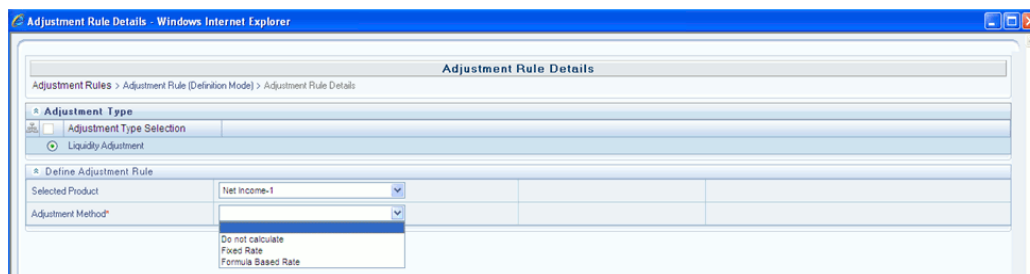 Adjustment Rule Details - Windows Internet Explorer
Adjustment Rule Details
Adjustment Rules > Adjustment Rule (Definition Mode) > Adjustment Rule Details
Adjustment Type
Adjustment Type Selection
Liquidity Adjustment
Define Adjustment Rule
Selected Product Net Income-1
Adjustment Method*
Do not calculate
Fixed Rate
Formula Based Rate